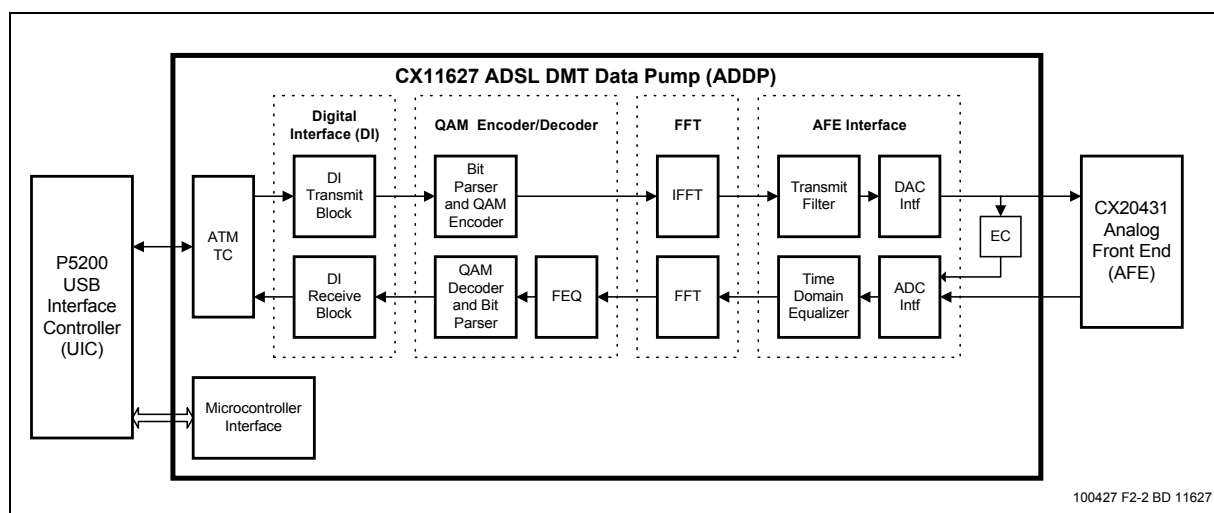 CX11627 ADSL DMT Data Pump (ADDP)
Digital
Interface (DI)
QAM Encoder/Decoder
FFT
AFE Interface
P5200
USB
Interface
Controller
(UIC)
ATM
TC
DI
Transmit
Block
Bit
Parser
and QAM
Encoder
IFFT
Transmit
Filter
DAC
Intf
EC
CX20431
Analog
Front End
(AFE)
DI
Receive
Block
QAM
Decoder
and Bit
Parser
FEQ
FFT
Time
Domain
Equalizer
ADC
Intf
Microcontroller
Interface
100427 F2-2 BD 11627